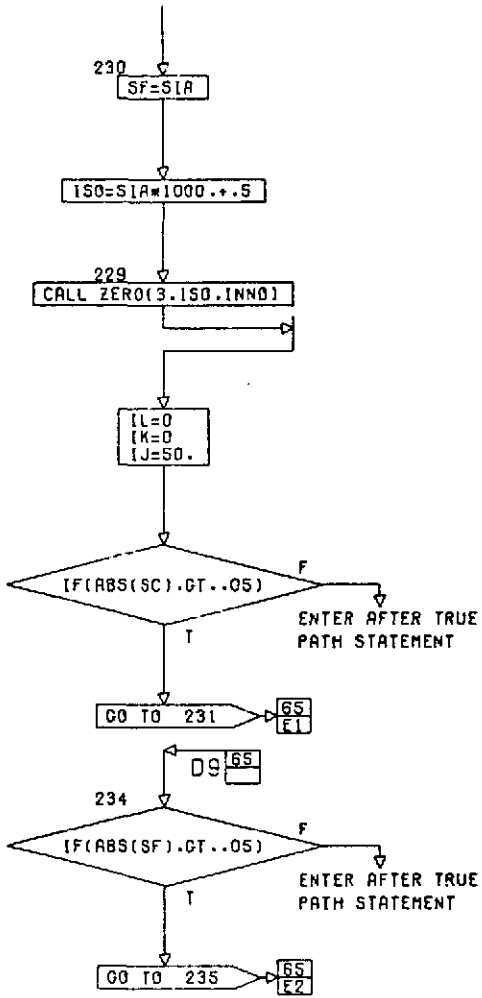 230
SF=SIA
ISO=SIA*1000.+.5
229
CALL ZERO(3.ISO.INNO)
IL=0
IK=0
IJ=50.
IF(ABS(SC).GT..05)
F
ENTER AFTER TRUE
PATH STATEMENT
T
GO TO 231
65
E1
D9
65
234
IF(ABS(SF).GT..05)
F
ENTER AFTER TRUE
PATH STATEMENT
T
GO TO 235
65
E2